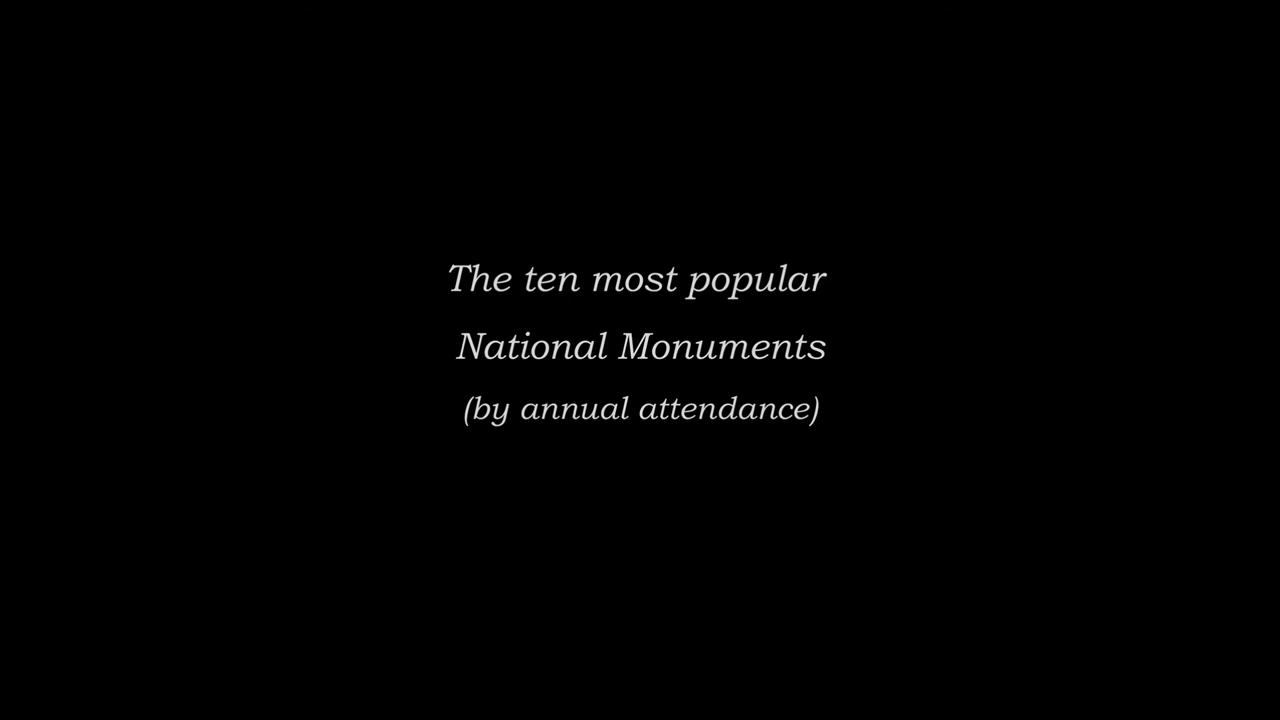 The ten most popular
National Monuments
(by annual attendance)